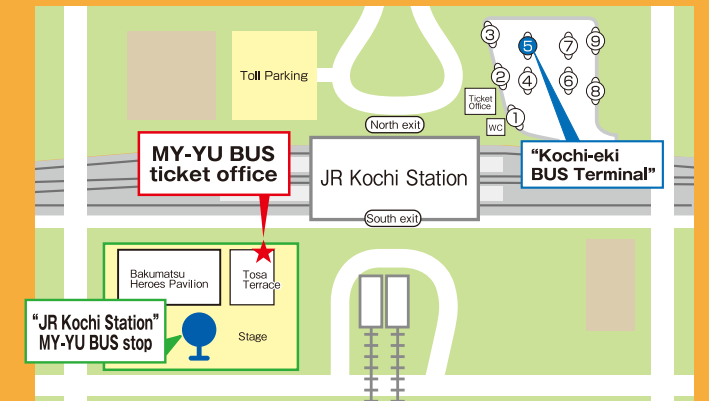 Toll Parking
③
⑤
⑦
⑨
②
④
⑥
⑧
①
Ticket
Office
WC
North exit
MY-YU BUS
ticket office
JR Kochi Station
"Kochi-eki
BUS Terminal"
South exit
Bakumatsu
Heroes Pavilion
Tosa
Terrace
"JR Kochi Station"
MY-YU BUS stop
Stage